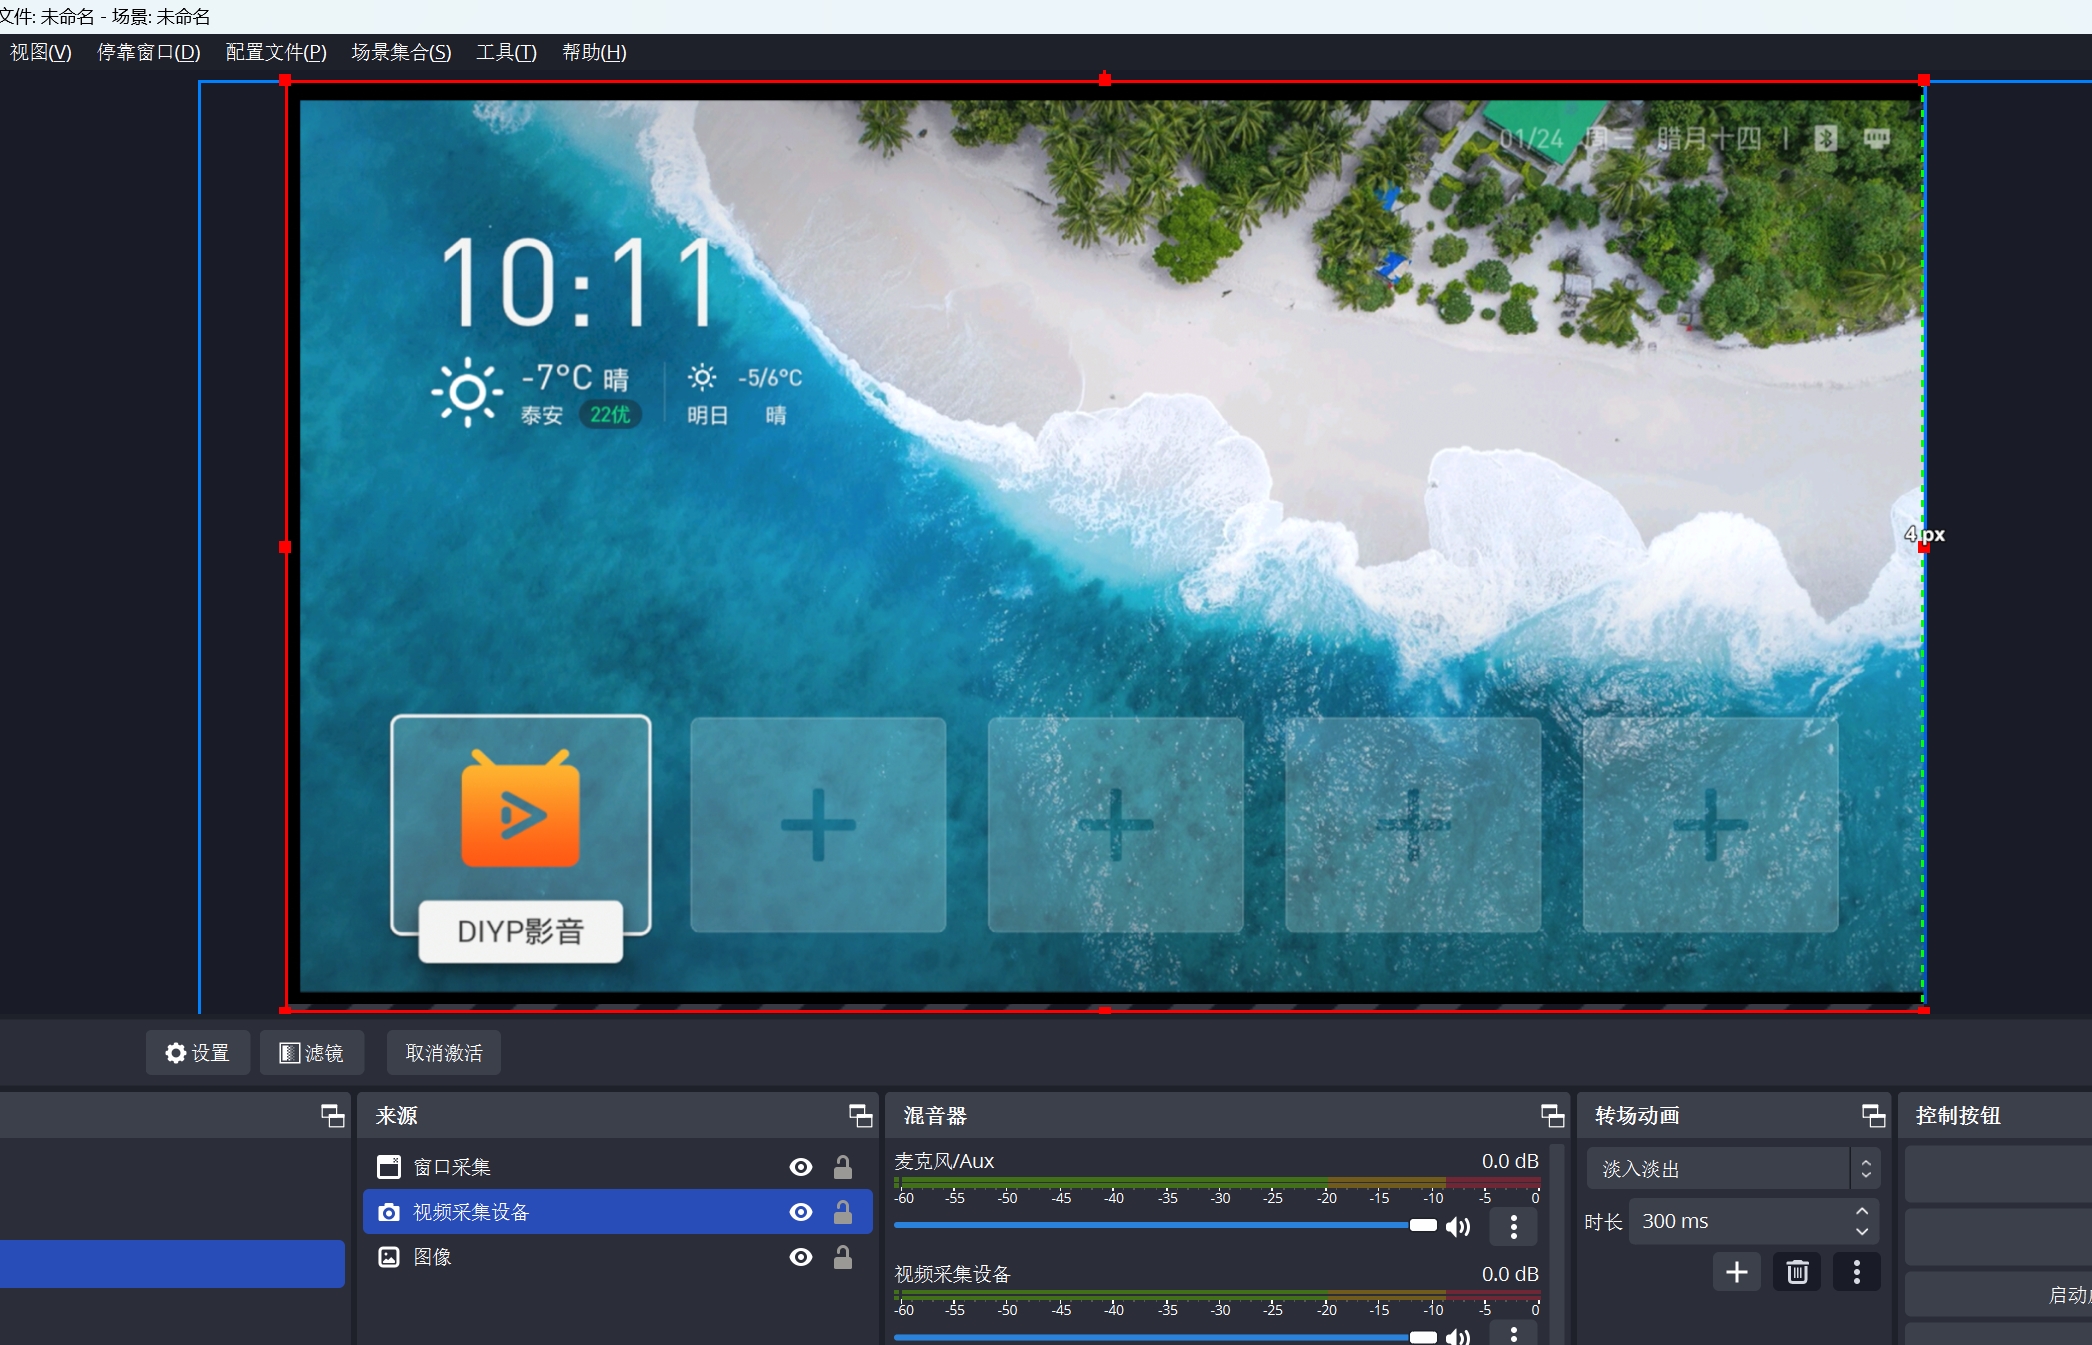 文件: 未命名 - 场景: 未命名
视图(V) 停靠窗口(D) 配置文件(P) 场景集合(S) 工具(T) 帮助(H)
01/24 周三 腊月十四
10:11
-7°C 晴
-5/6°C
泰安 22优
明日 晴
4 px
DIYP影音
设置 滤镜 取消激活
来源
窗口采集
视频采集设备
图像
混音器
麦克风/Aux 0.0 dB
-60 -55 -50 -45 -40 -35 -30 -25 -20 -15 -10 -5 0
视频采集设备 0.0 dB
-60 -55 -50 -45 -40 -35 -30 -25 -20 -15 -10 -5 0
转场动画
淡入淡出
时长 300 ms
控制按钮
启动